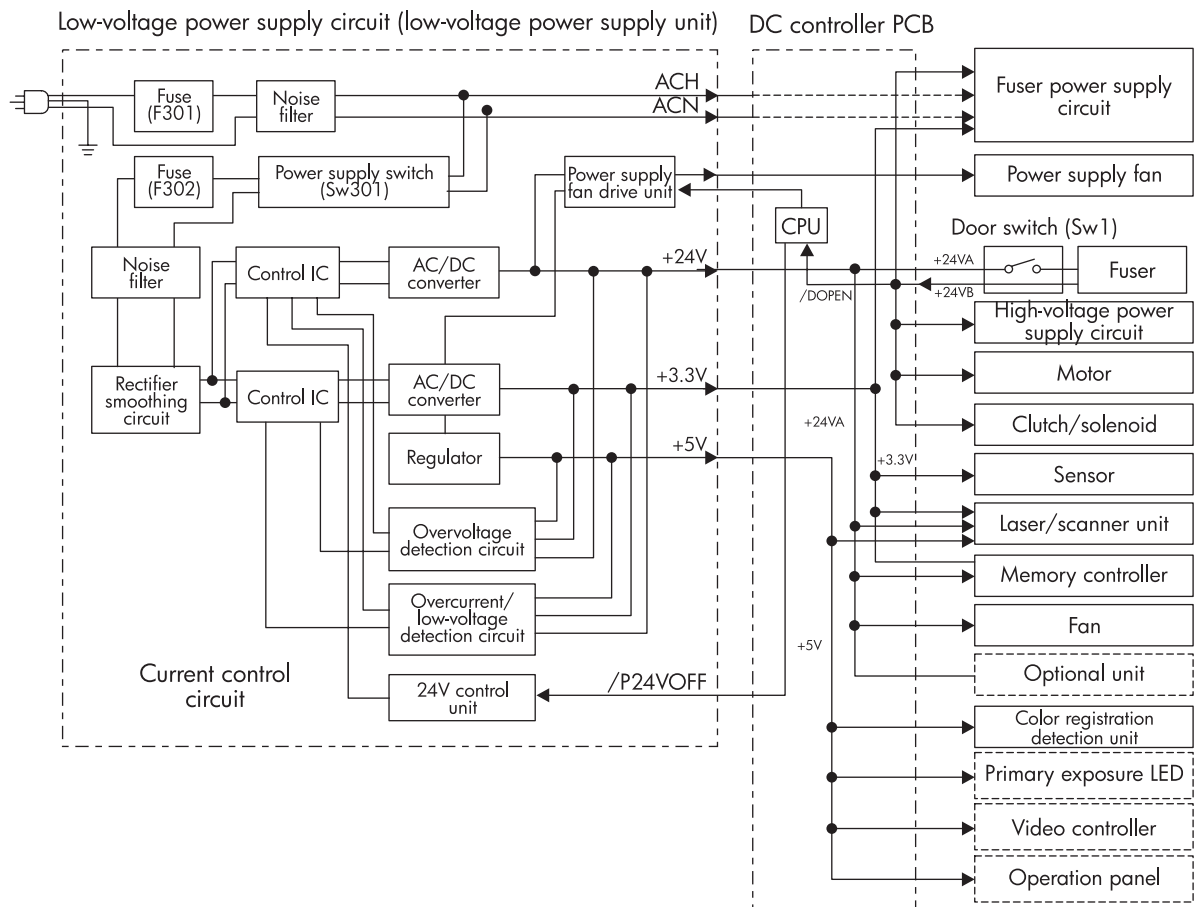 Low-voltage power supply circuit (low-voltage power supply unit)
DC controller PCB
ACH
ACN
Fuse
(F301)
Noise
filter
Fuser power supply
circuit
Fuse
(F302)
Power supply switch
(Sw301)
Power supply
fan drive unit
Power supply fan
CPU
Door switch (Sw1)
Noise
filter
Control IC
AC/DC
converter
+24V
+24VA
Fuser
/DOPEN
+24VB
High-voltage power
supply circuit
Rectifier
smoothing
circuit
Control IC
AC/DC
converter
+3.3V
Motor
+24VA
Clutch/solenoid
Regulator
+5V
+3.3V
Sensor
Overvoltage
detection circuit
Laser/scanner unit
Memory controller
Overcurrent/
low-voltage
detection circuit
Fan
+5V
Current control
circuit
24V control
unit
/P24VOFF
Optional unit
Color registration
detection unit
Primary exposure LED
Video controller
Operation panel